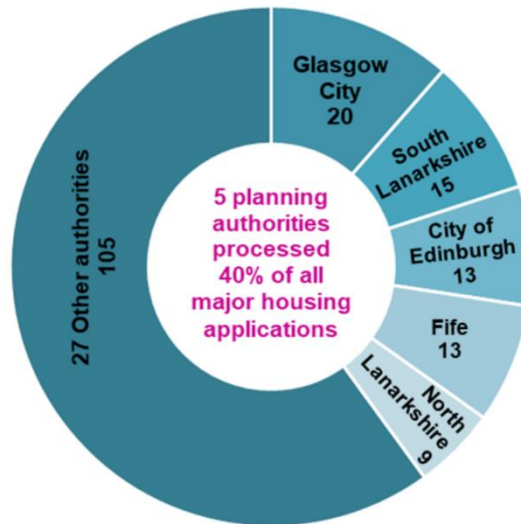 Glasgow
City
20
South
Lanarkshire
15
City of
Edinburgh
13
Fife
13
North
Lanarkshire
9
27 Other authorities
105
5 planning
authorities
processed
40% of all
major housing
applications